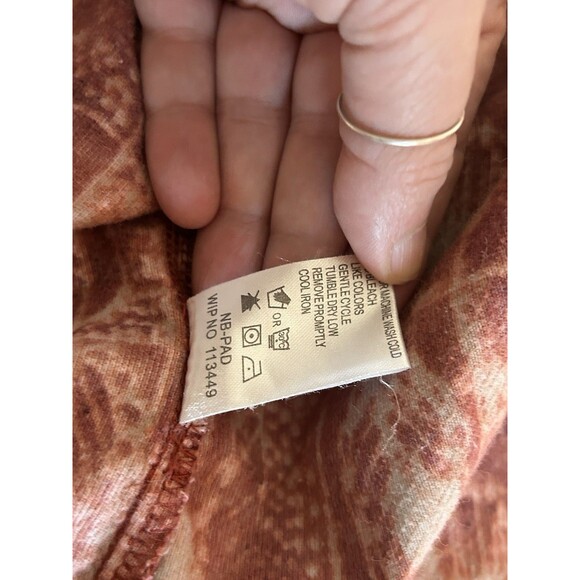 R MACHINE WASH COLD
BLEACH
LIKE COLORS
GENTLE CYCLE
TUMBLE DRY LOW
REMOVE PROMPTLY
COOL IRON
OR
30°C
NB-PAD
WIP NO 113449